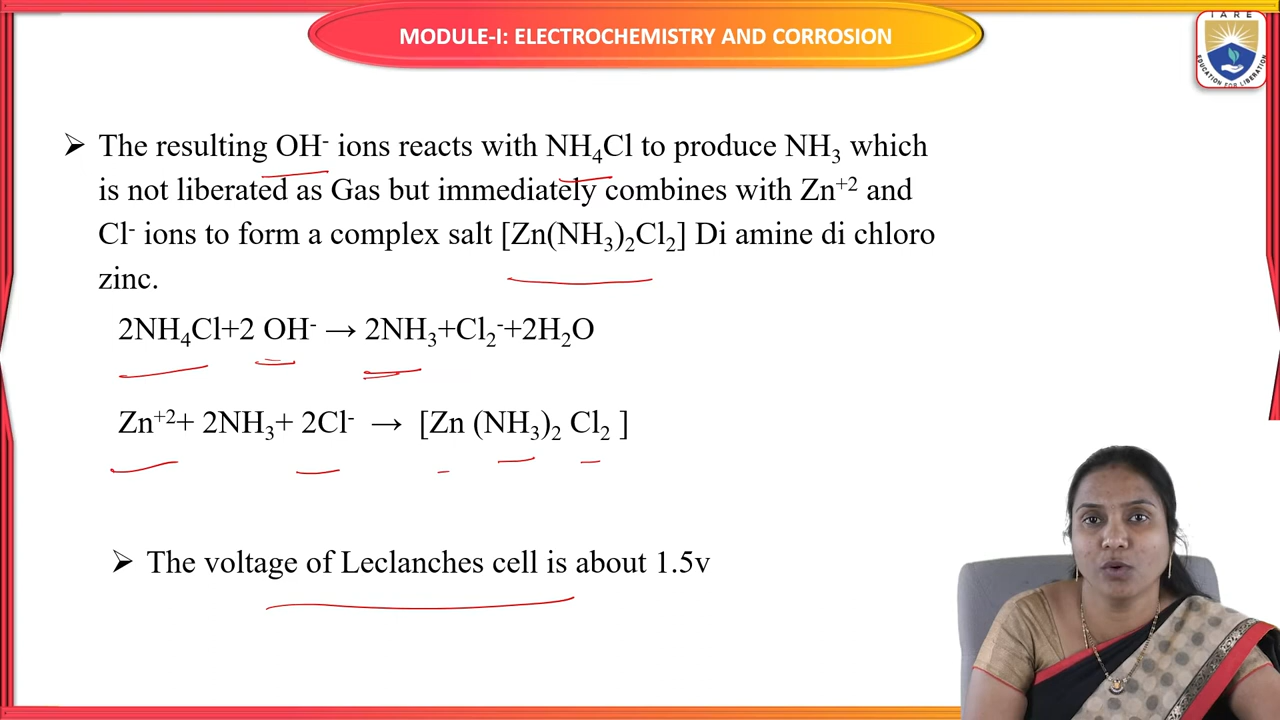 MODULE-I: ELECTROCHEMISTRY AND CORROSION
IARE
EDUCATION FOR LIBERATION
➢ The resulting OH⁻ ions reacts with NH₄Cl to produce NH₃ which
is not liberated as Gas but immediately combines with Zn⁺² and
Cl⁻ ions to form a complex salt [Zn(NH₃)₂Cl₂] Di amine di chloro
zinc.
2NH₄Cl+2 OH⁻ → 2NH₃+Cl₂⁻+2H₂O
Zn⁺²+ 2NH₃+ 2Cl⁻ → [Zn (NH₃)₂ Cl₂ ]
➢ The voltage of Leclanches cell is about 1.5v